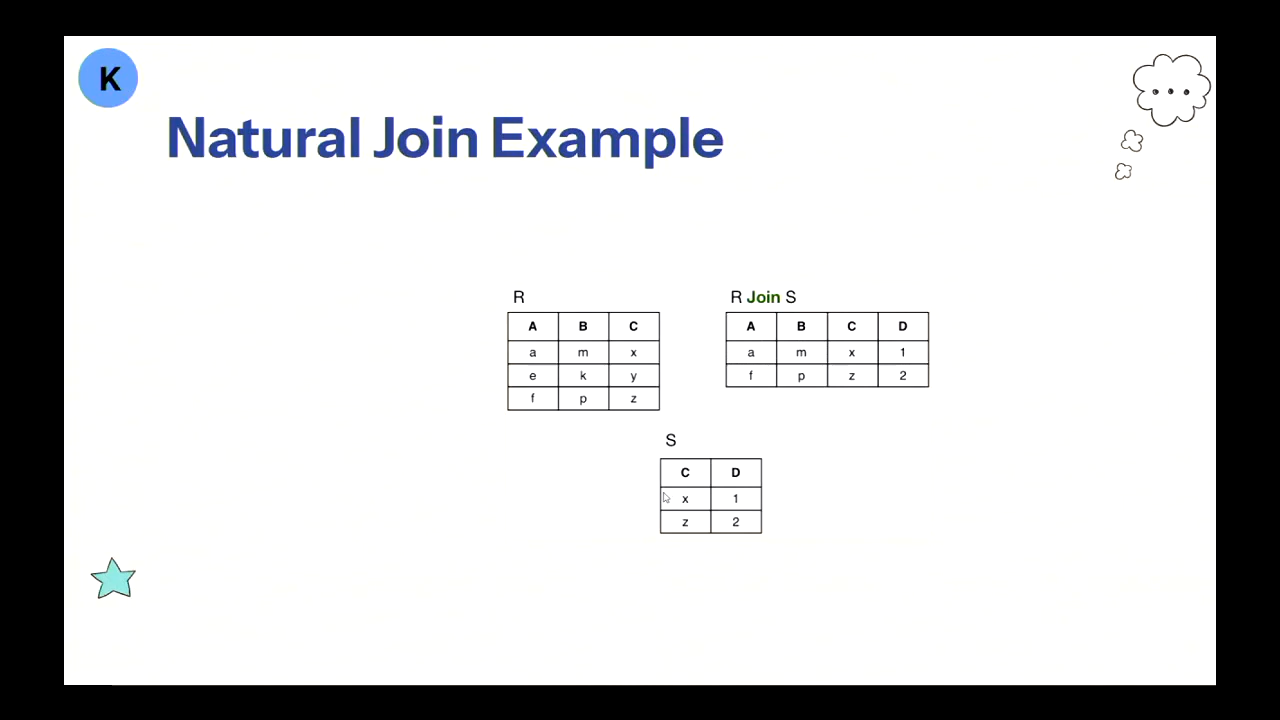 K
Natural Join Example
R
A B C
a m x
e k y
f p z
R Join S
A B C D
a m x 1
f p z 2
S
C D
x 1
z 2